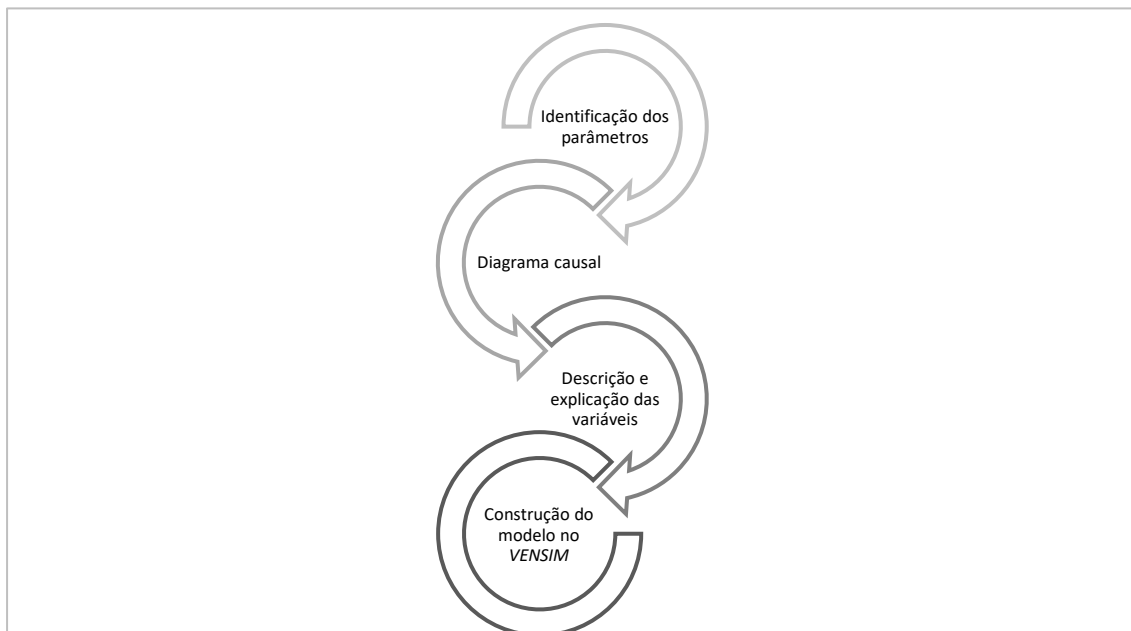 Identificação dos
parâmetros
Diagrama causal
Descrição e
explicação das
variáveis
Construção do
modelo no
VENSIM